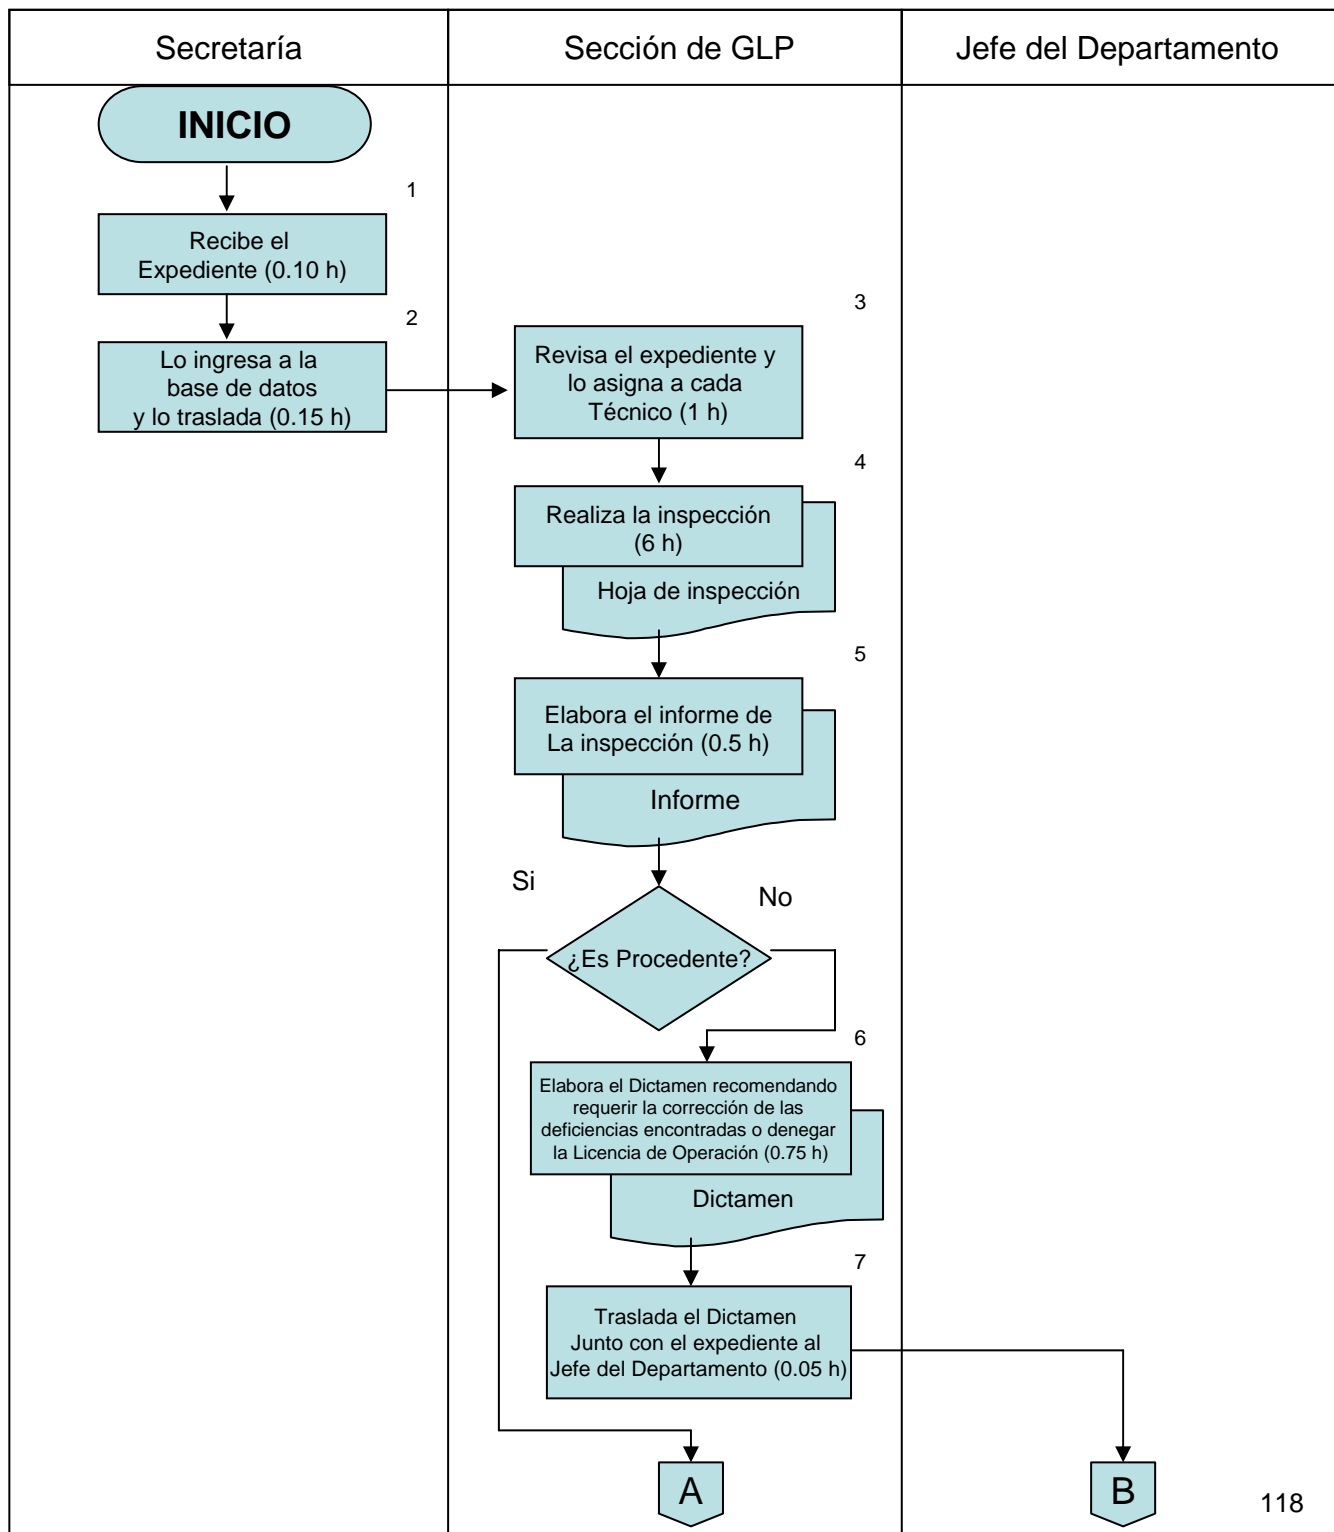 Secretaría
Sección de GLP
Jefe del Departamento
INICIO
1
Recibe el
Expediente (0.10 h)
2
Lo ingresa a la
base de datos
y lo traslada (0.15 h)
3
Revisa el expediente y
lo asigna a cada
Técnico (1 h)
4
Realiza la inspección
(6 h)
Hoja de inspección
5
Elabora el informe de
La inspección (0.5 h)
Informe
Si
No
¿Es Procedente?
6
Elabora el Dictamen recomendando
requerir la corrección de las
deficiencias encontradas o denegar
la Licencia de Operación (0.75 h)
Dictamen
7
Traslada el Dictamen
Junto con el expediente al
Jefe del Departamento (0.05 h)
A
B
118